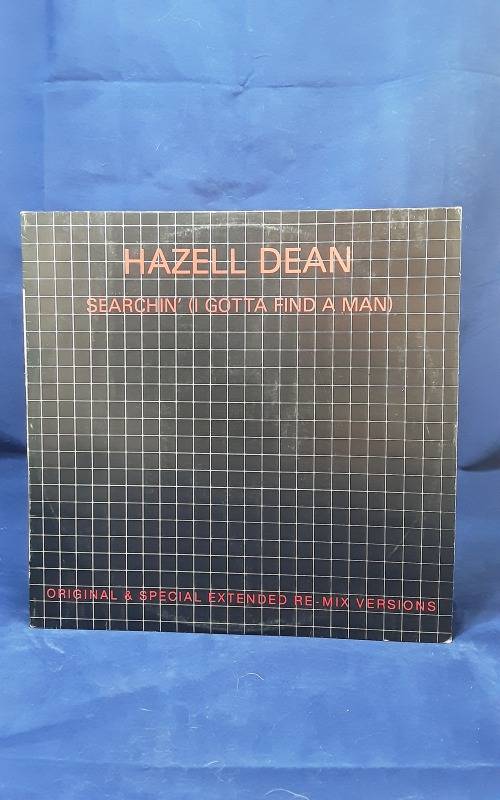 HAZELL DEAN
SEARCHIN' (I GOTTA FIND A MAN)
ORIGINAL & SPECIAL EXTENDED RE-MIX VERSIONS